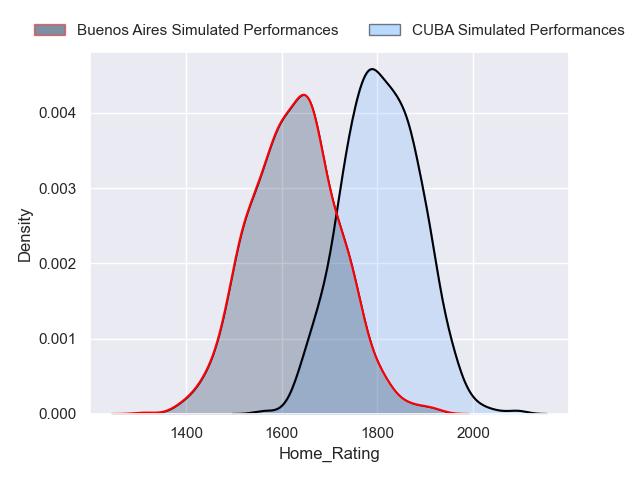 Buenos Aires Simulated Performances CUBA Simulated Performances
Density
0.004
0.003
0.002
0.001
0.000
1400 1600 1800 2000
Home_Rating